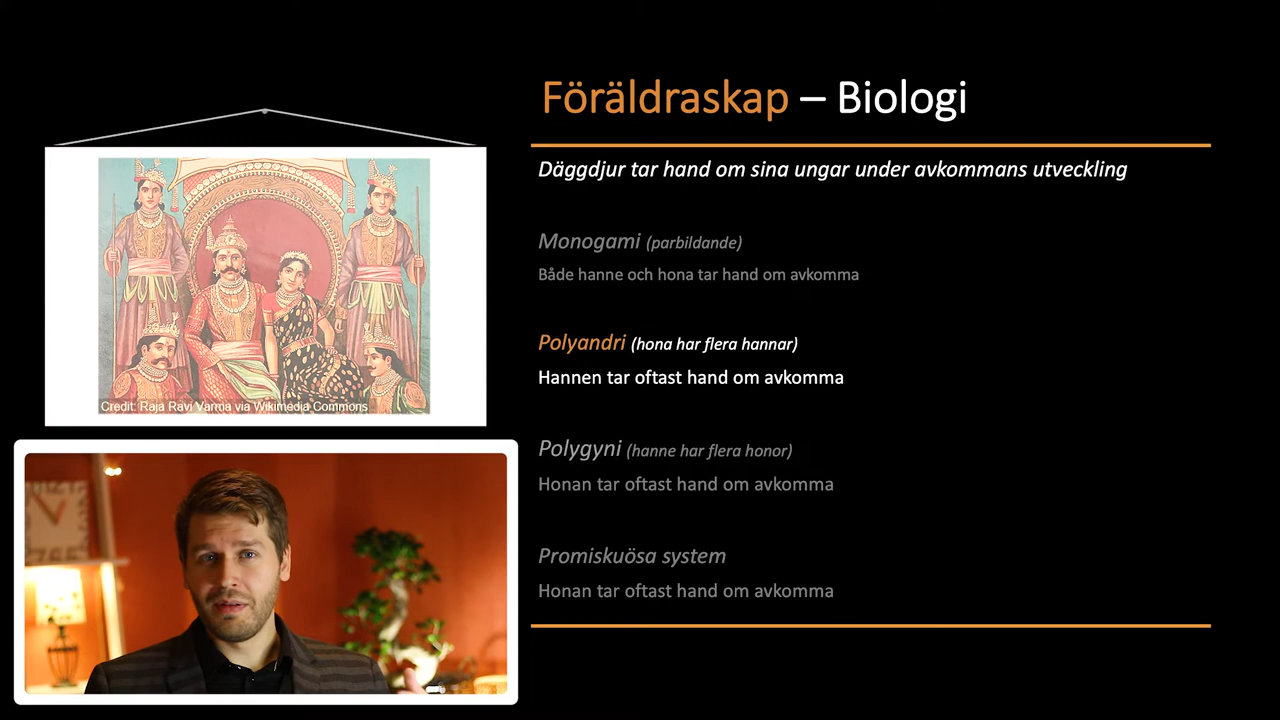 Föräldraskap – Biologi
Däggdjur tar hand om sina ungar under avkommans utveckling
Monogami (parbildande)
Både hanne och hona tar hand om avkomma
Polyandri (hona har flera hannar)
Hannen tar oftast hand om avkomma
Polygyni (hanne har flera honor)
Honan tar oftast hand om avkomma
Promiskuösa system
Honan tar oftast hand om avkomma
Credit: Raja Ravi Varma via Wikimedia Commons